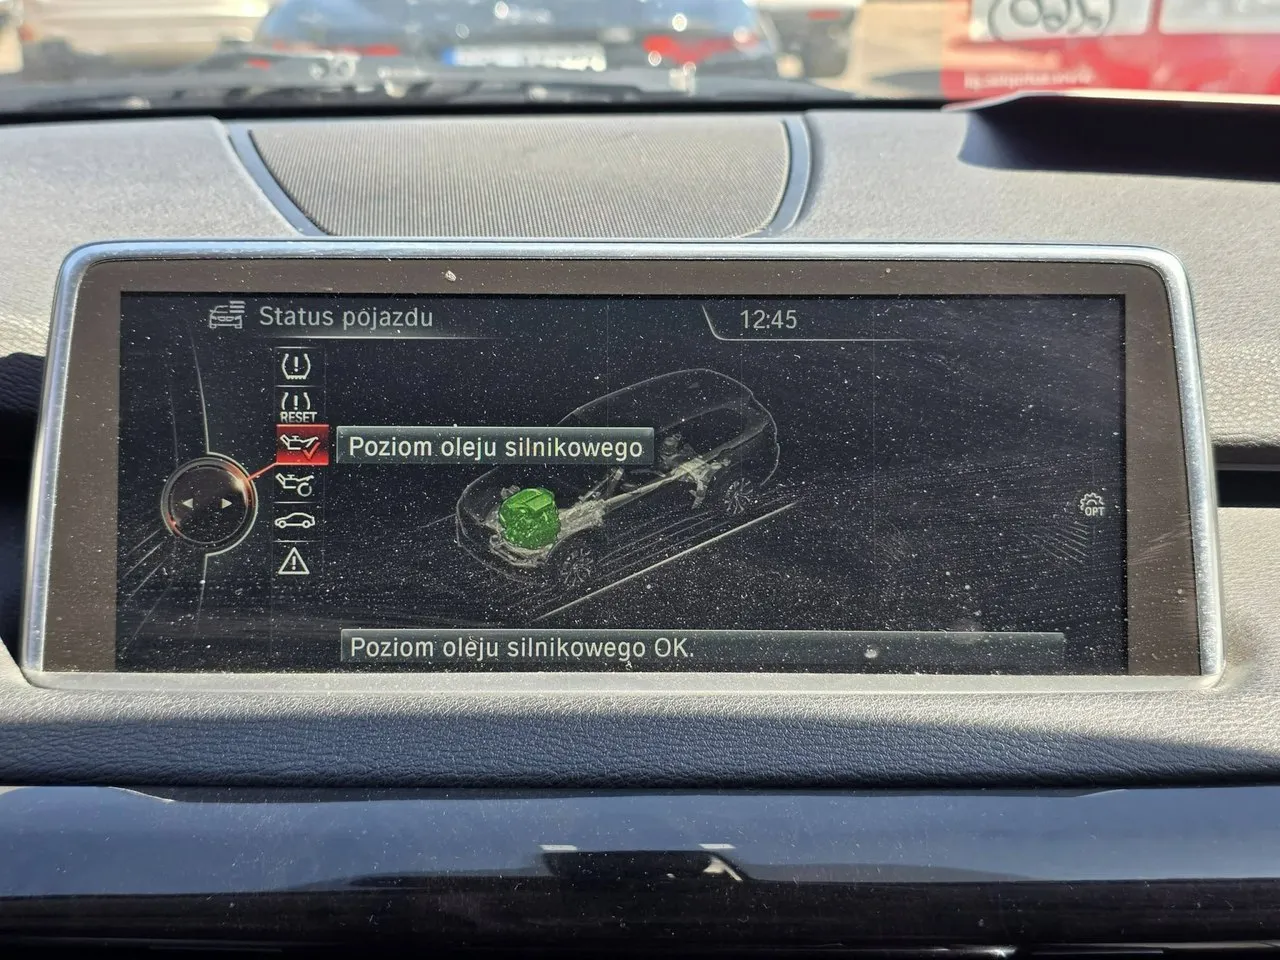 Status pojazdu
12:45
(!)
(!)
RESET
Poziom oleju silnikowego
OPT
Poziom oleju silnikowego OK.